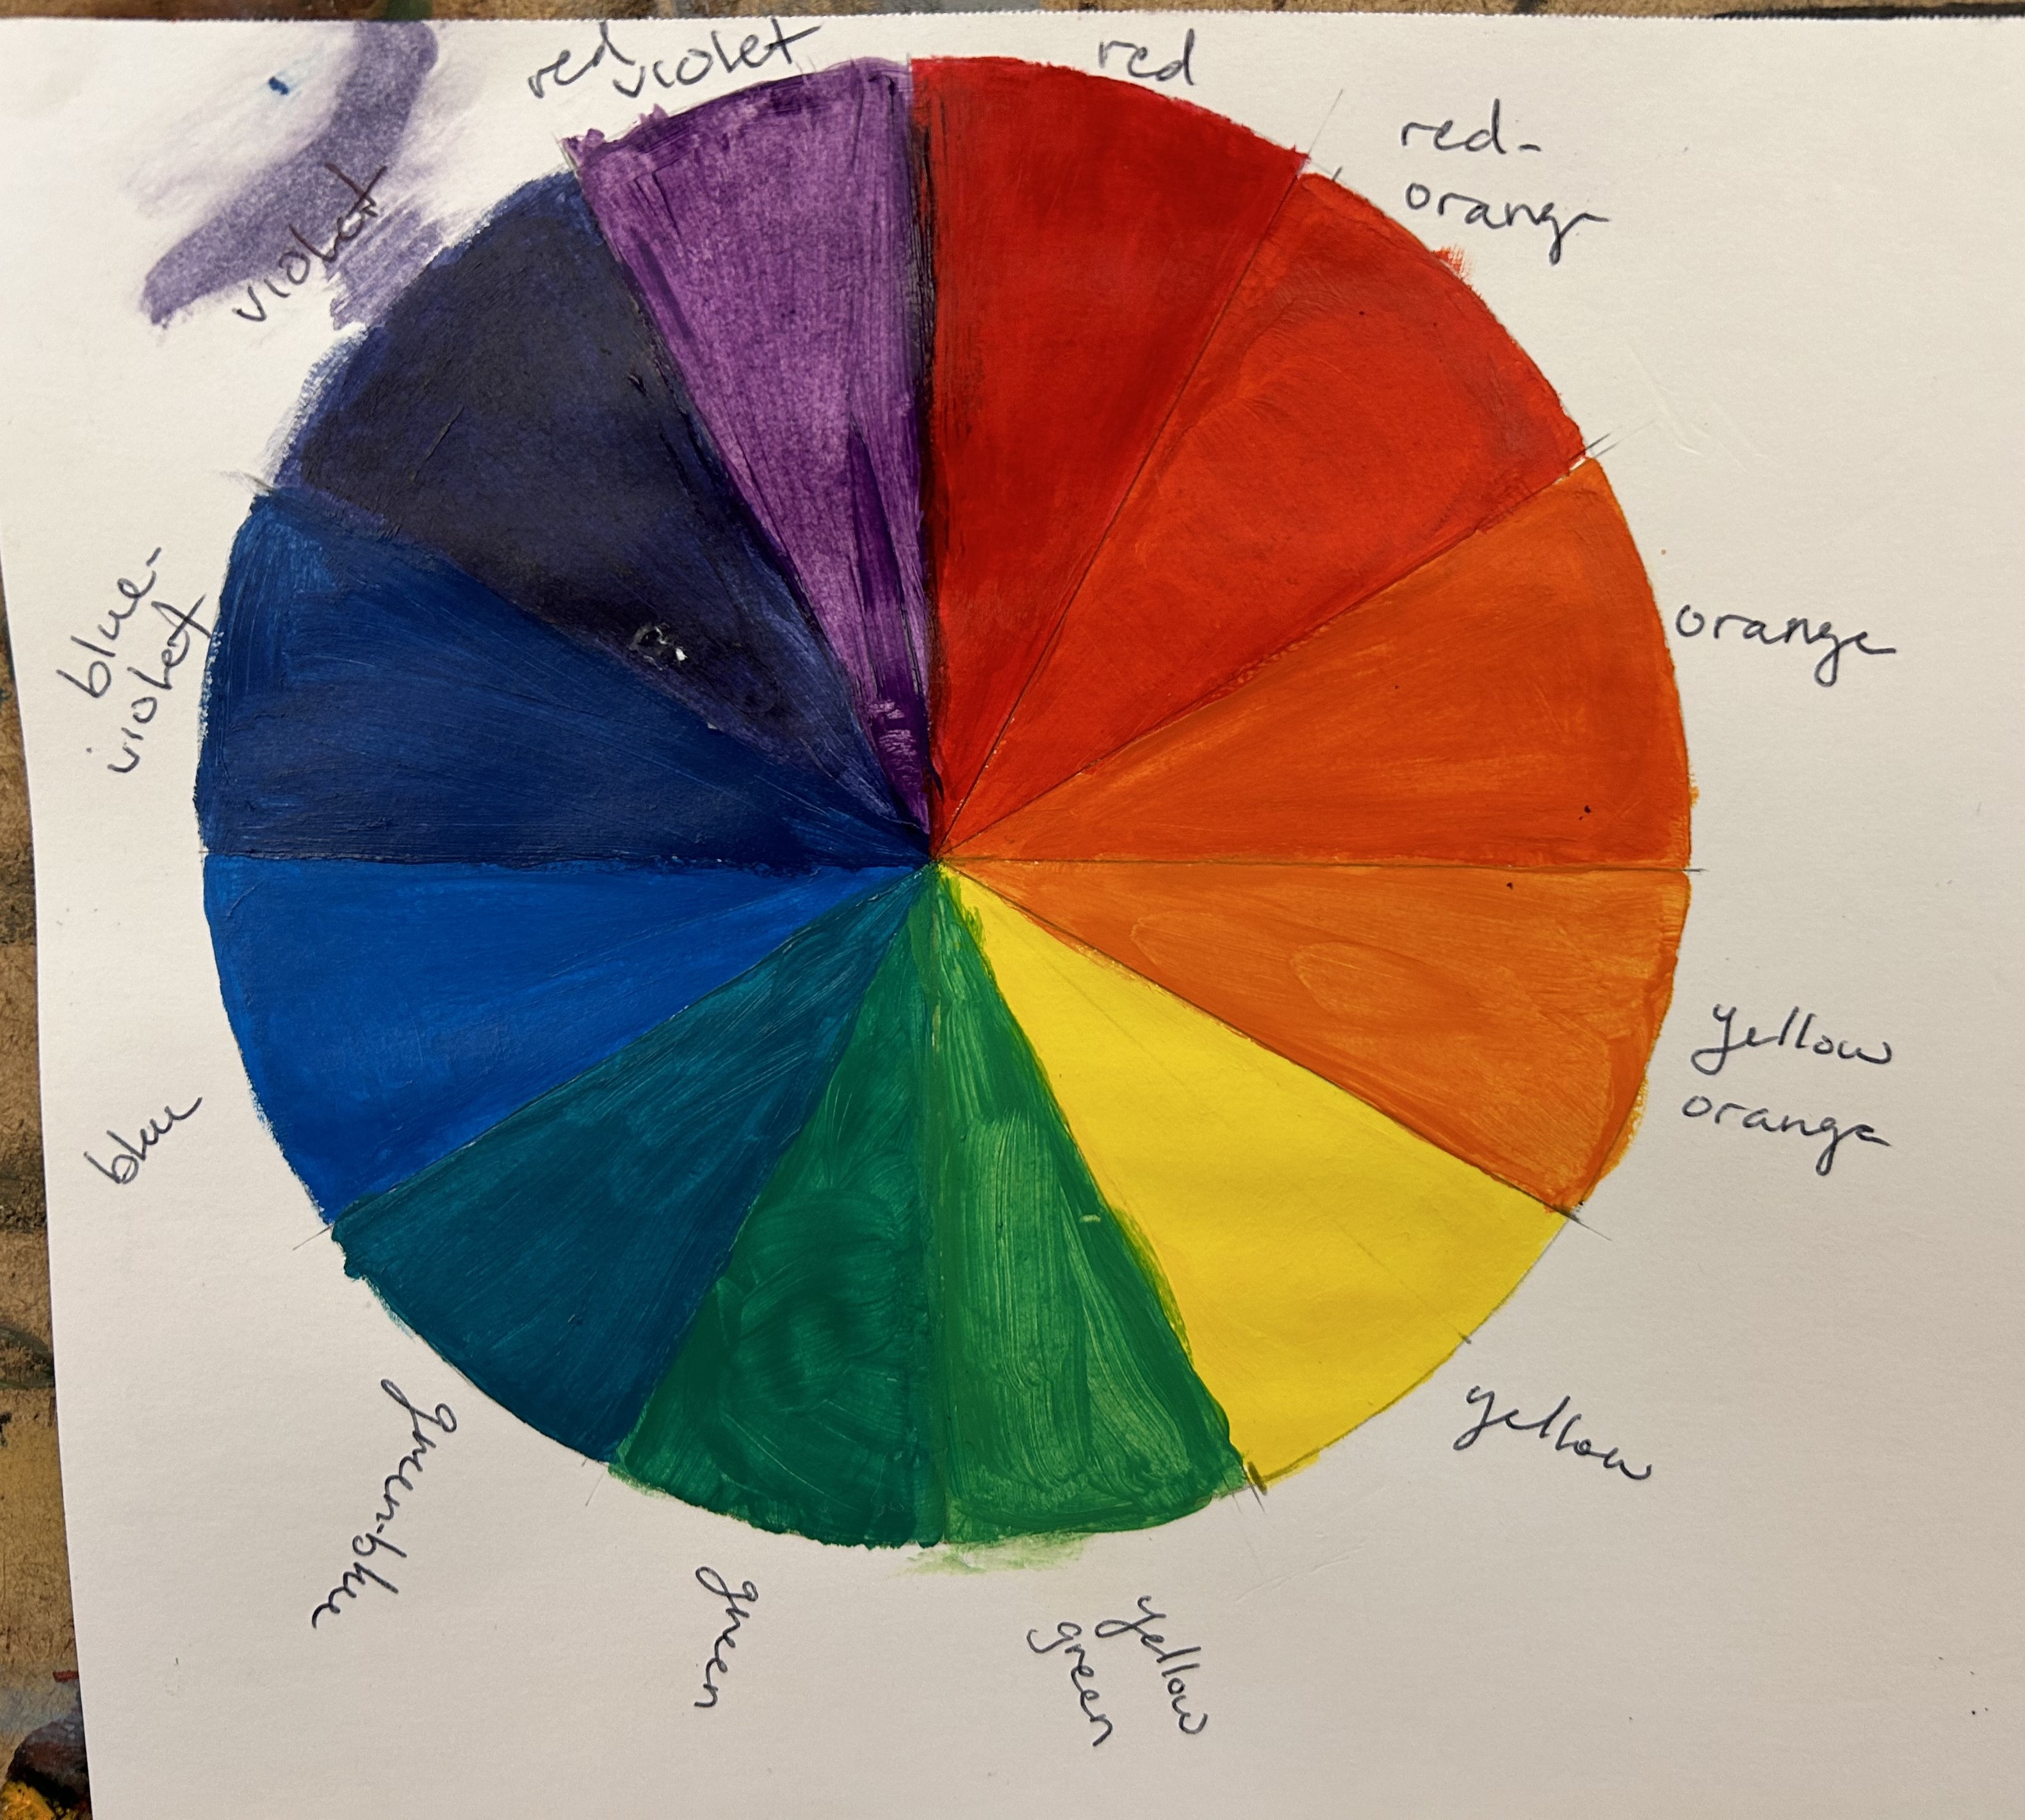 red violet
red
red-
orange
orange
yellow
orange
yellow
yellow
green
green
green-blue
blue
blue-
violet
violet